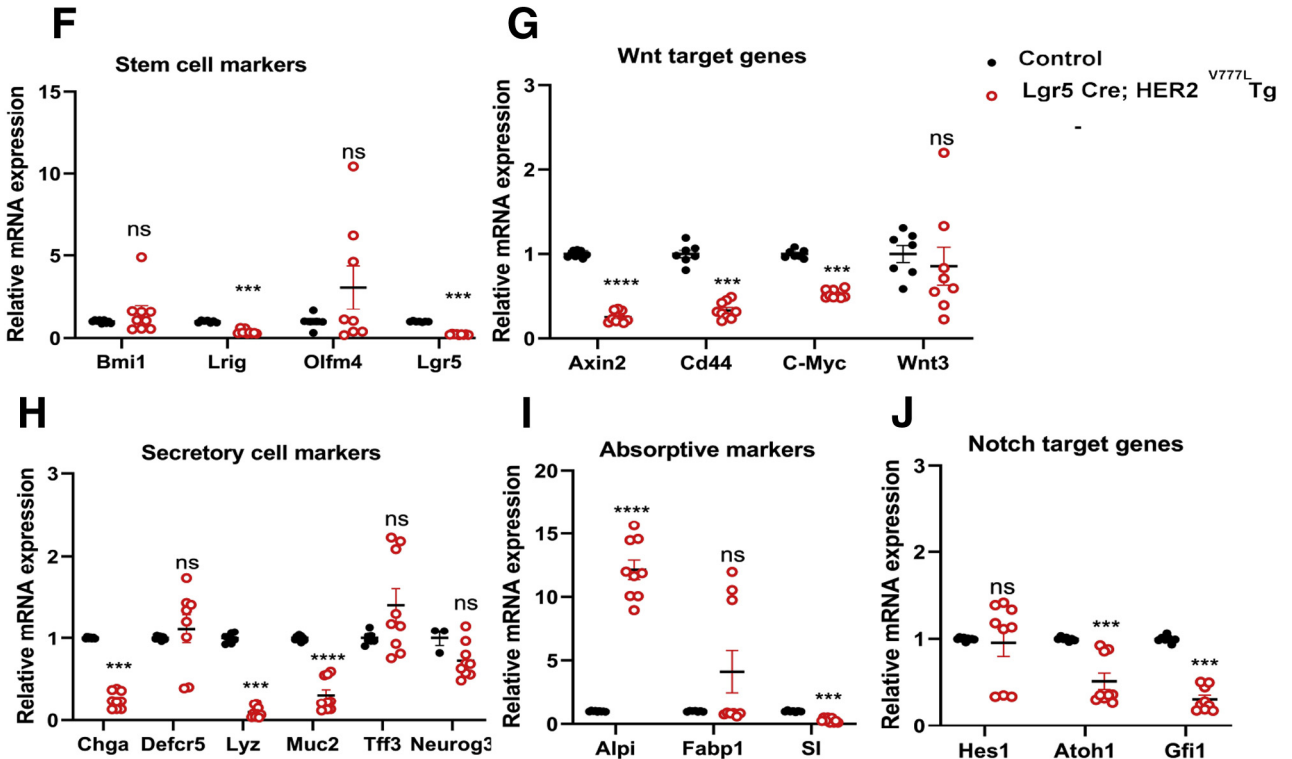 F
Stem cell markers
Relative mRNA expression
15
10
5
0
ns
***
ns
***
Bmi1 Lrig Olfm4 Lgr5
G
Wnt target genes
Relative mRNA expression
3
2
1
0
****
***
***
ns
Axin2 Cd44 C-Myc Wnt3
Control
Lgr5 Cre; HER2 V777L Tg
-
H
Secretory cell markers
Relative mRNA expression
3
2
1
0
***
ns
***
****
ns
ns
Chga Defcr5 Lyz Muc2 Tff3 Neurog3
I
Absorptive markers
Relative mRNA expression
20
15
10
5
0
****
ns
***
Alpi Fabp1 SI
J
Notch target genes
Relative mRNA expression
3
2
1
0
ns
***
***
Hes1 Atoh1 Gfi1